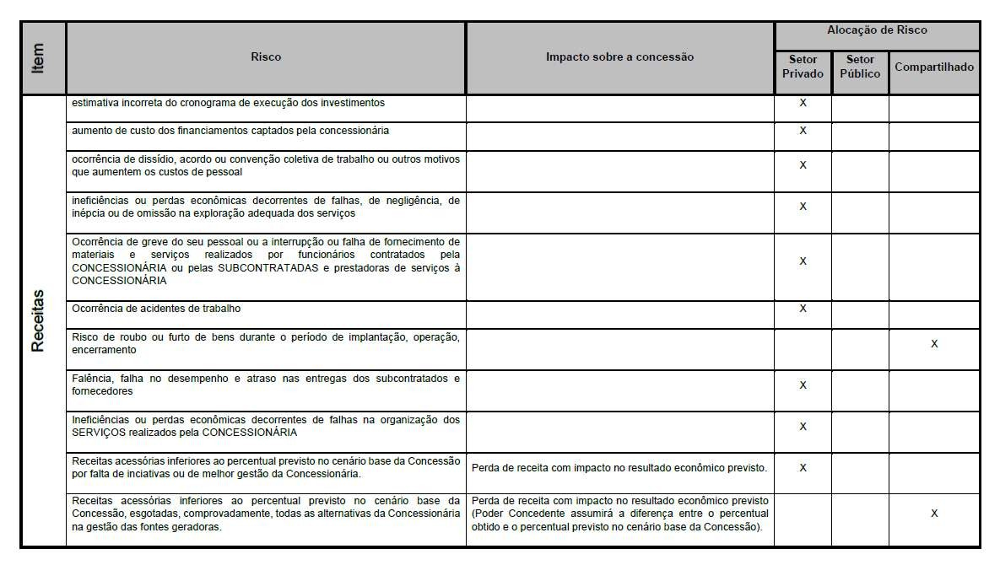 Item
Risco
Impacto sobre a concessão
Alocação de Risco
Setor
Privado
Setor
Público
Compartilhado
Receitas
estimativa incorreta do cronograma de execução dos investimentos
X
aumento de custo dos financiamentos captados pela concessionária
X
ocorrência de dissídio, acordo ou convenção coletiva de trabalho ou outros motivos
que aumentem os custos de pessoal
X
ineficiências ou perdas econômicas decorrentes de falhas, de negligência, de
inépcia ou de omissão na exploração adequada dos serviços
X
Ocorrência de greve do seu pessoal ou a interrupção ou falha de fornecimento de
materiais e serviços realizados por funcionários contratados pela
CONCESSIONÁRIA ou pelas SUBCONTRATADAS e prestadoras de serviços à
CONCESSIONÁRIA
X
Ocorrência de acidentes de trabalho
X
Risco de roubo ou furto de bens durante o período de implantação, operação,
encerramento
X
Falência, falha no desempenho e atraso nas entregas dos subcontratados e
fornecedores
X
Ineficiências ou perdas econômicas decorrentes de falhas na organização dos
SERVIÇOS realizados pela CONCESSIONÁRIA
X
Receitas acessórias inferiores ao percentual previsto no cenário base da Concessão
por falta de inciativas ou de melhor gestão da Concessionária.
Perda de receita com impacto no resultado econômico previsto.
X
Receitas acessórias inferiores ao percentual previsto no cenário base da
Concessão, esgotadas, comprovadamente, todas as alternativas da Concessionária
na gestão das fontes geradoras.
Perda de receita com impacto no resultado econômico previsto
(Poder Concedente assumirá a diferença entre o percentual
obtido e o percentual previsto no cenário base da Concessão).
X